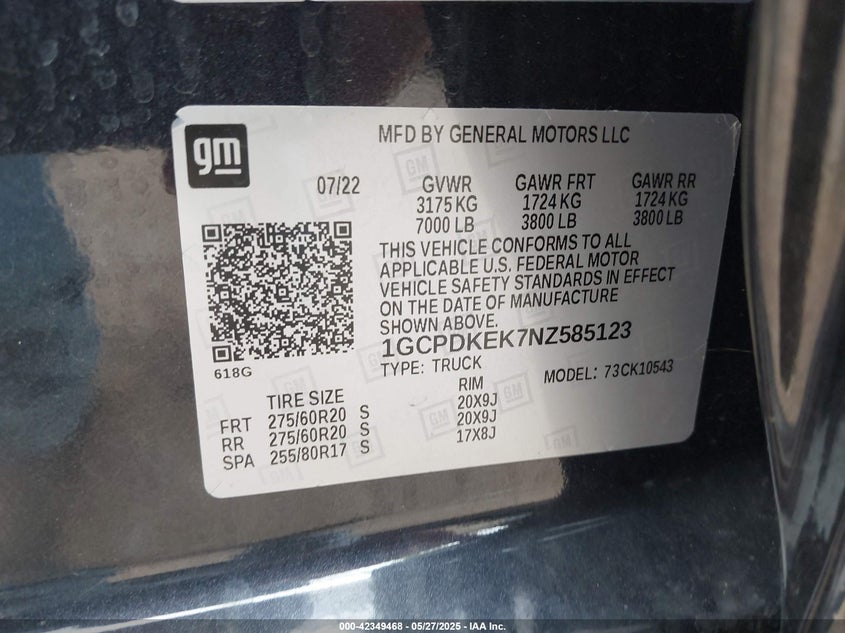 gm
MFD BY GENERAL MOTORS LLC
07/22 GVWR GAWR FRT GAWR RR
3175 KG 1724 KG 1724 KG
7000 LB 3800 LB 3800 LB
THIS VEHICLE CONFORMS TO ALL
APPLICABLE U.S. FEDERAL MOTOR
VEHICLE SAFETY STANDARDS IN EFFECT
ON THE DATE OF MANUFACTURE
SHOWN ABOVE.
1GCPDKEK7NZ585123
618G
TYPE: TRUCK MODEL: 73CK10543
TIRE SIZE RIM
FRT 275/60R20 S 20X9J
RR 275/60R20 S 20X9J
SPA 255/80R17 S 17X8J
000-42349468 - 05/27/2025 - IAA Inc.